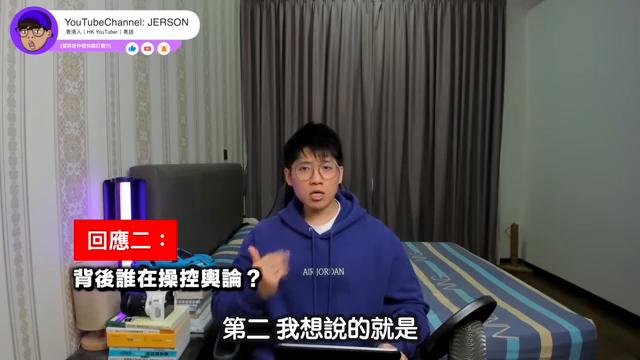 YouTubeChannel: JERSON
香港人 | HK YouTuber | 粵語
回應二：
背後誰在操控輿論？
AIR JORDAN
第二 我想說的就是